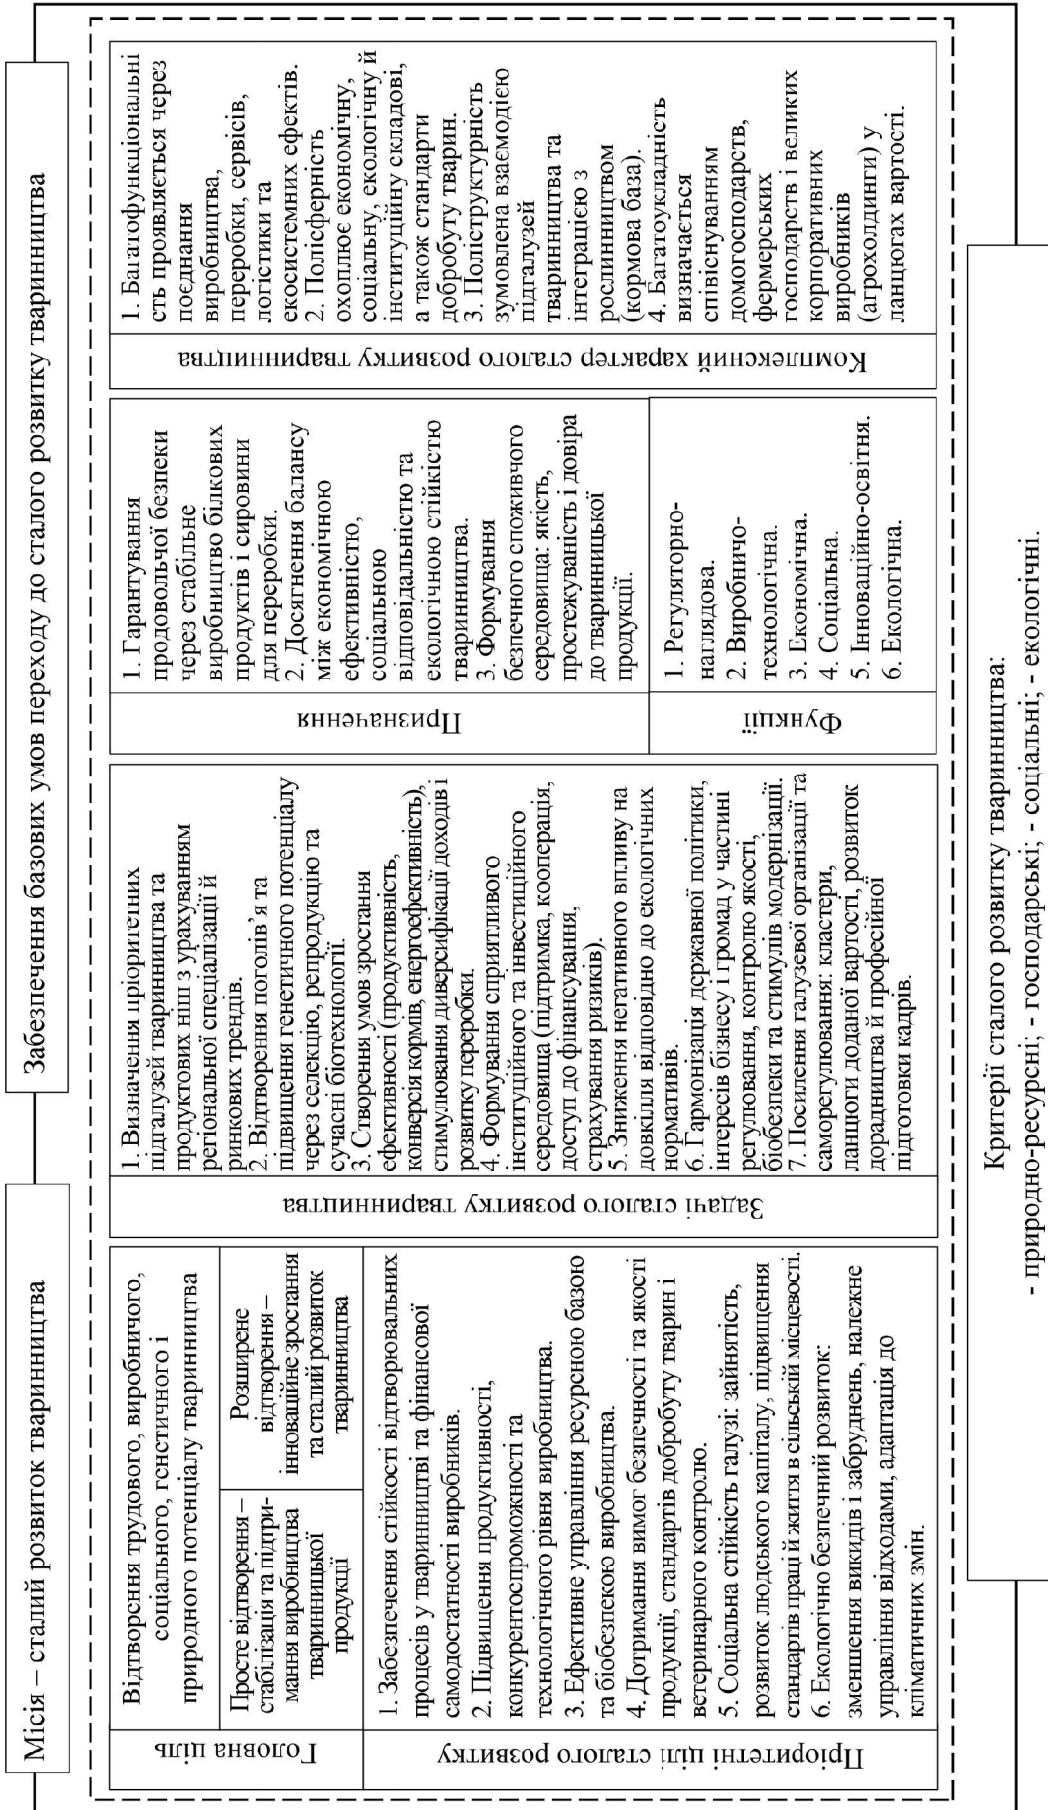 Місія – сталий розвиток тваринництва
Забезпечення базових умов переходу до сталого розвитку тваринництва
Головна ціль
Відтворення трудового, виробничого,
соціального, генетичного і
природного потенціалу тваринництва
Просте відтворення –
стабілізація та підтри-
мання виробництва
тваринницької
продукції
Розширене
відтворення –
інноваційне зростання
та сталий розвиток
тваринництва
Пріоритетні цілі сталого розвитку
1. Забезпечення стійкості відтворювальних
процесів у тваринництві та фінансової
самодостатності виробників.
2. Підвищення продуктивності,
конкурентоспроможності та
технологічного рівня виробництва.
3. Ефективне управління ресурсною базою
та біобезпекою виробництва.
4. Дотримання вимог безпечності та якості
продукції, стандартів добробуту тварин і
ветеринарного контролю.
5. Соціальна стійкість галузі: зайнятість,
розвиток людського капіталу, підвищення
стандартів праці й життя в сільській місцевості.
6. Екологічно безпечний розвиток:
зменшення викидів і забруднень, належне
управління відходами, адаптація до
кліматичних змін.
Задачі сталого розвитку тваринництва
1. Визначення пріоритетних
підгалузей тваринництва та
продуктових ніш з урахуванням
регіональної спеціалізації й
ринкових трендів.
2. Відтворення поголів’я та
підвищення генетичного потенціалу
через селекцію, репродукцію та
сучасні біотехнології.
3. Створення умов зростання
ефективності (продуктивність,
конверсія кормів, енергоефективність),
стимулювання диверсифікації доходів і
розвитку переробки.
4. Формування сприятливого
інституційного та інвестиційного
середовища (підтримка, кооперація,
доступ до фінансування,
страхування ризиків).
5. Зниження негативного впливу на
довкілля відповідно до екологічних
нормативів.
6. Гармонізація державної політики,
інтересів бізнесу і громад у частині
регулювання, контролю якості,
біобезпеки та стимулів модернізації.
7. Посилення галузевої організації та
саморегулювання: кластери,
ланцюги доданої вартості, розвиток
дорадництва й професійної
підготовки кадрів.
Призначення
1. Гарантування
продовольчої безпеки
через стабільне
виробництво білкових
продуктів і сировини
для переробки.
2. Досягнення балансу
між економічною
ефективністю,
соціальною
відповідальністю та
екологічною стійкістю
тваринництва.
3. Формування
безпечного споживчого
середовища: якість,
простежуваність і довіра
до тваринницької
продукції.
Функції
1. Регуляторно-
наглядова.
2. Виробничо-
технологічна.
3. Економічна.
4. Соціальна.
5. Інноваційно-освітня.
6. Екологічна.
Комплексний характер сталого розвитку тваринництва
1. Багатофункціональні
сть проявляється через
поєднання
виробництва,
переробки, сервісів,
логістики та
екосистемних ефектів.
2. Полісферність
охоплює економічну,
соціальну, екологічну й
інституційну складові,
а також стандарти
добробуту тварин.
3. Поліструктурність
зумовлена взаємодією
підгалузей
тваринництва та
інтеграцією з
рослинництвом
(кормова база).
4. Багатоукладність
визначається
співіснуванням
домогосподарств,
фермерських
господарств і великих
корпоративних
виробників
(агрохолдинги) у
ланцюгах вартості.
Критерії сталого розвитку тваринництва:
- природно-ресурсні; - господарські; - соціальні; - екологічні.